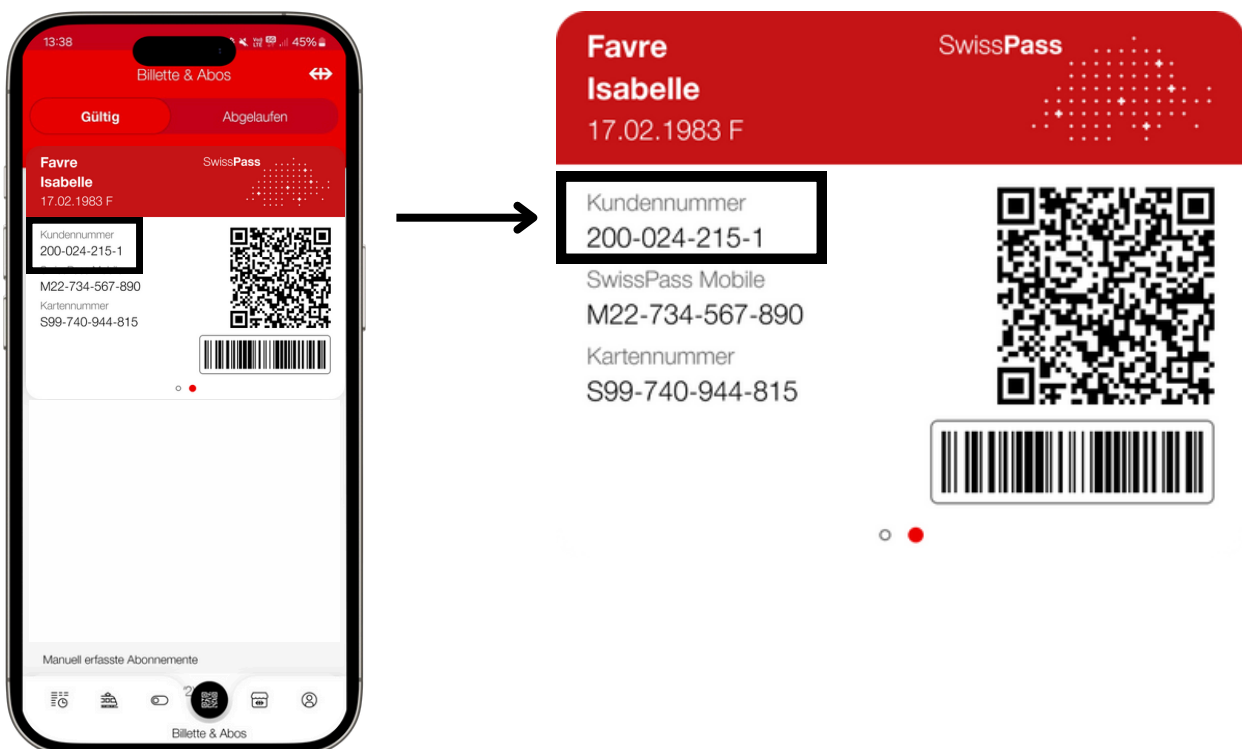 13:38
45%
Billette & Abos
Gültig
Abgelaufen
Favre
SwissPass
Isabelle
17.02.1983 F
Kundennummer
200-024-215-1
M22-734-567-890
Kartennummer
S99-740-944-815
Manuell erfasste Abonnemente
Billette & Abos
Favre
SwissPass
Isabelle
17.02.1983 F
Kundennummer
200-024-215-1
SwissPass Mobile
M22-734-567-890
Kartennummer
S99-740-944-815